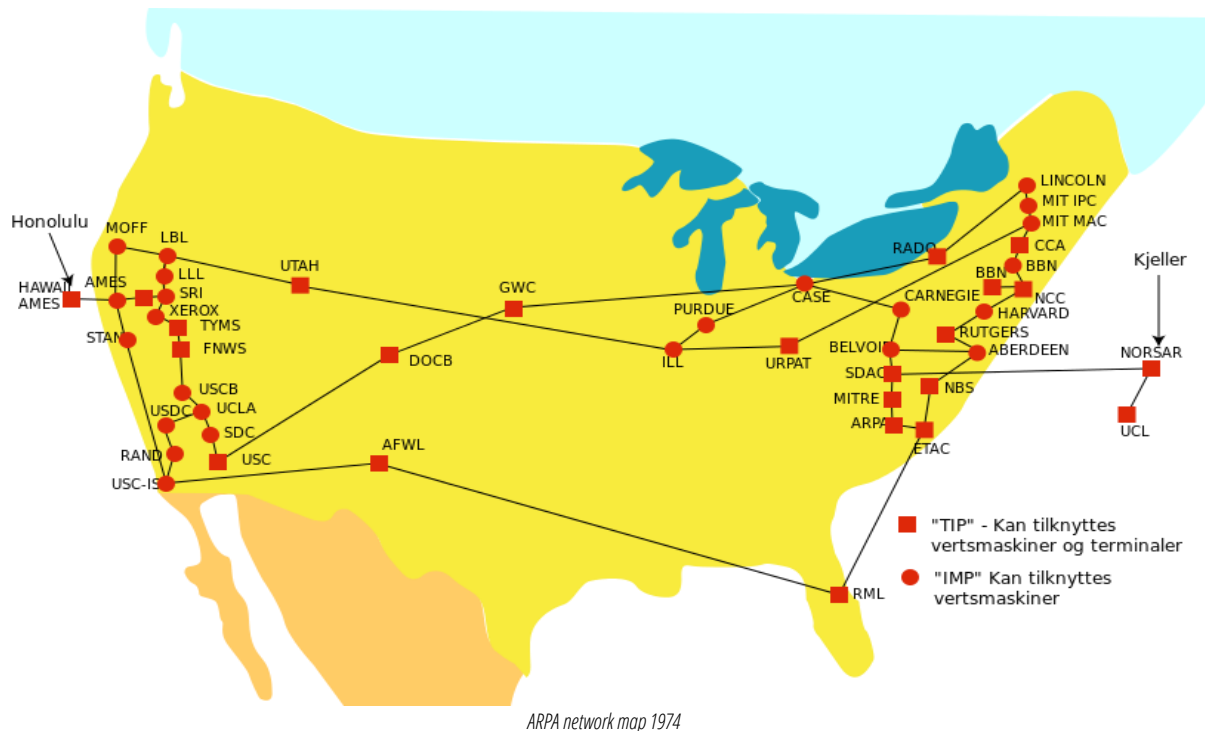 LINCOLN
MIT IPC
MIT MAC
Honolulu
MOFF
LBL
RADO
CCA
UTAH
BBN
BBN
Kjeller
HAWAII
AMES
AMES
LLL
SRI
GWC
CASE
CARNEGIE
NCC
XEROX
PURDUE
HARVARD
TYMS
RUTGERS
STAN
FNWS
DOCB
ILL
URPAT
BELVOI
ABERDEEN
NORSAR
SDAC
USCB
NBS
MITRE
USDC
UCLA
ARPA
UCL
SDC
RAND
USC
AFWL
ETAC
USC-IS
"TIP" - Kan tilknyttes
vertsmaskiner og terminaler
"IMP" Kan tilknyttes
vertsmaskiner
RML
ARPA network map 1974